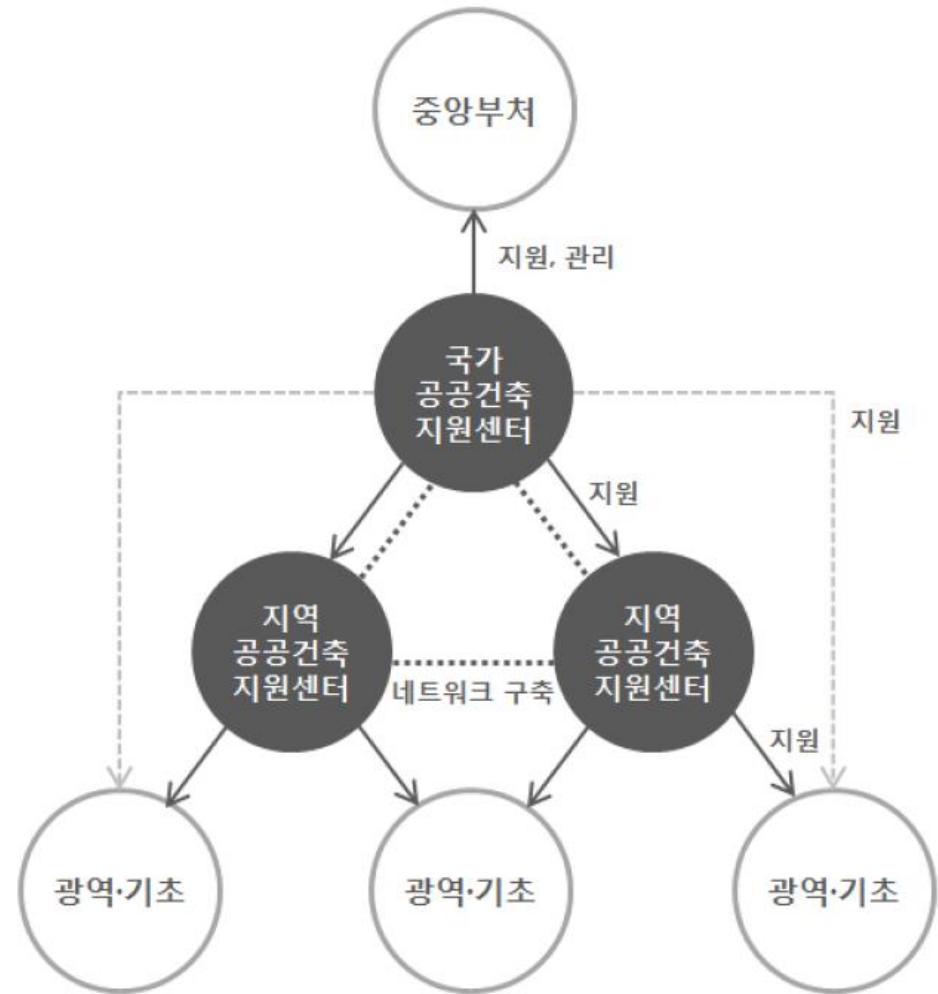 중앙부처
지원, 관리
국가
공공건축
지원센터
지원
지원
지역
공공건축
지원센터
지역
공공건축
지원센터
네트워크 구축
지원
광역·기초
광역·기초
광역·기초